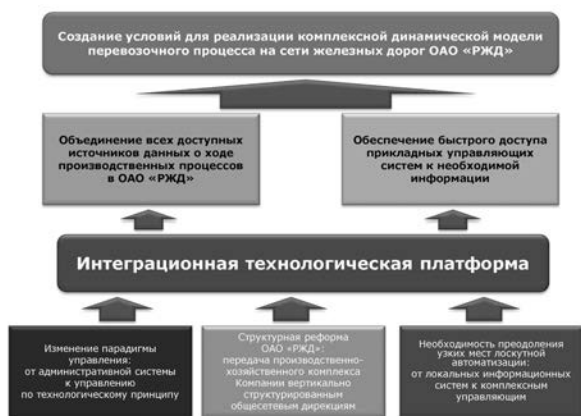 Создание условий для реализации комплексной динамической модели
перевозочного процесса на сети железных дорог ОАО «РЖД»
Объединение всех доступных
источников данных о ходе
производственных процессов
в ОАО «РЖД»
Обеспечение быстрого доступа
прикладных управляющих
систем к необходимой
информации
Интеграционная технологическая платформа
Изменение парадигмы
управления:
от административной системы
к управлению
по технологическому принципу
Структурная реформа
ОАО «РЖД»:
передача производственно-
хозяйственного комплекса
Компании вертикально
структурированным
общесетевым дирекциям
Необходимость преодоления
узких мест лоскутной
автоматизации:
от локальных информационных
систем к комплексным
управляющим